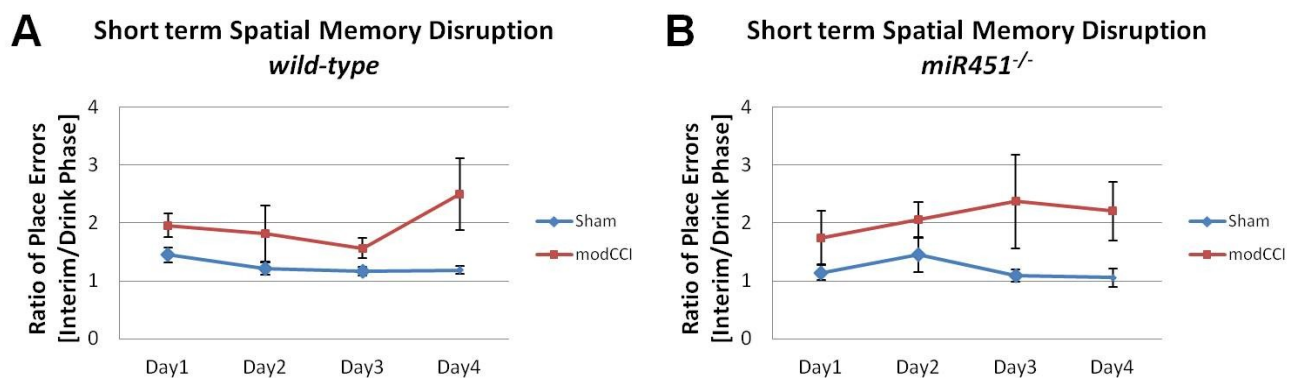 A
Short term Spatial Memory Disruption
wild-type
Ratio of Place Errors
[Interim/Drink Phase]
4
3
2
1
0
Day1 Day2 Day3 Day4
Sham
modCCI
B
Short term Spatial Memory Disruption
miR451-/-
Ratio of Place Errors
[Interim/Drink Phase]
4
3
2
1
0
Day1 Day2 Day3 Day4
Sham
modCCI